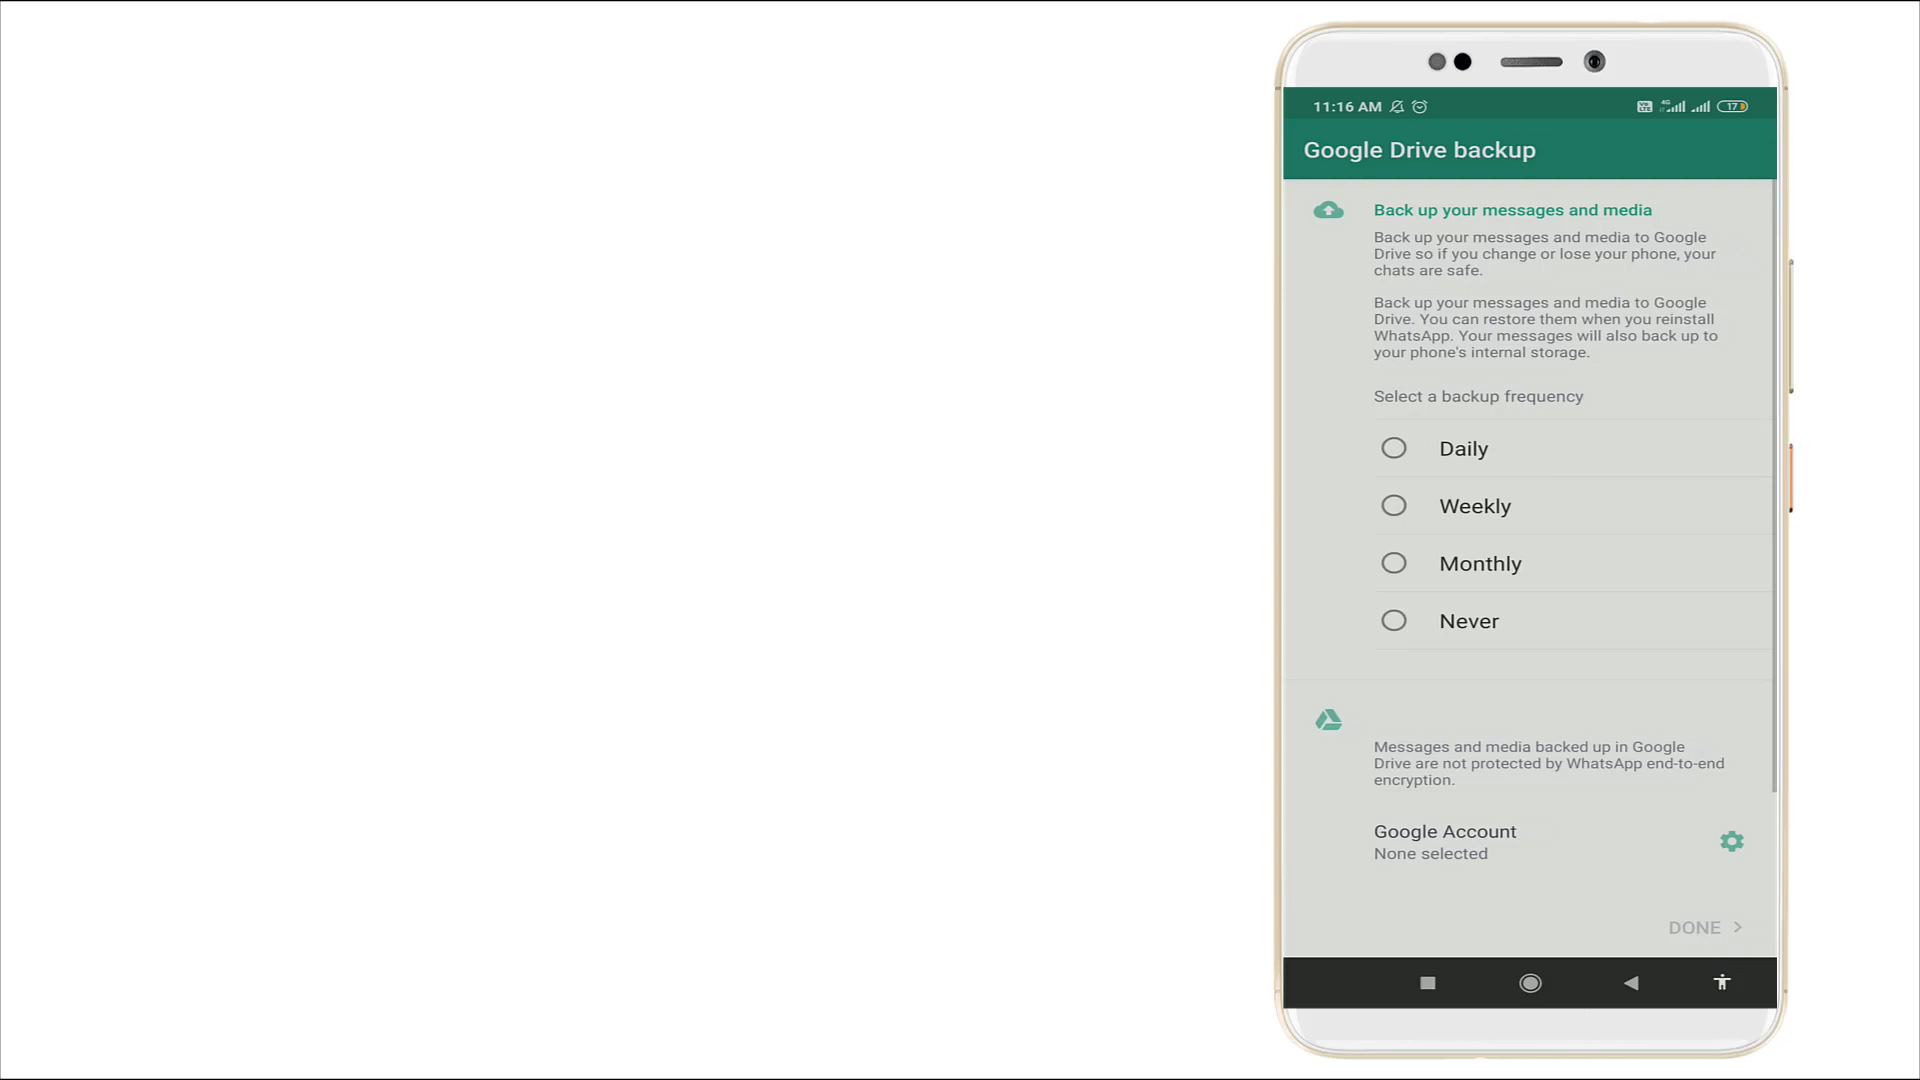 11:16 AM
Vo LTE 4G 17
Google Drive backup
Back up your messages and media
Back up your messages and media to Google
Drive so if you change or lose your phone, your
chats are safe.
Back up your messages and media to Google
Drive. You can restore them when you reinstall
WhatsApp. Your messages will also back up to
your phone's internal storage.
Select a backup frequency
Daily
Weekly
Monthly
Never
Messages and media backed up in Google
Drive are not protected by WhatsApp end-to-end
encryption.
Google Account
None selected
DONE >